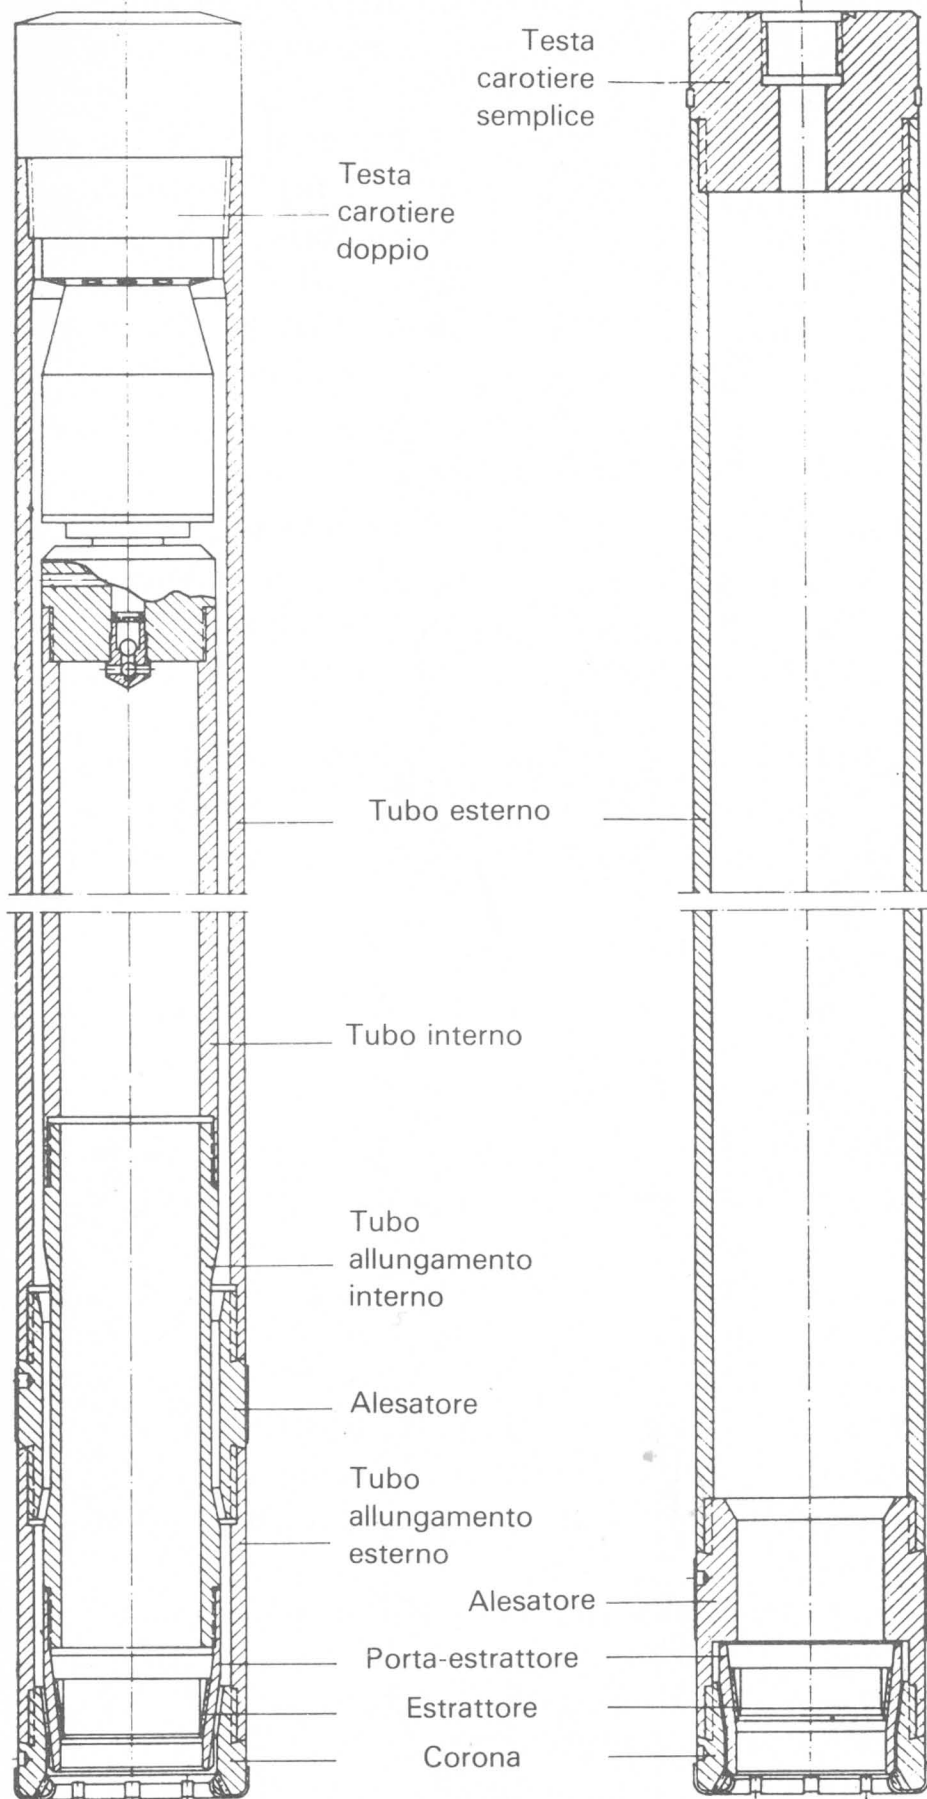 Testa
carotiere
semplice
Testa
carotiere
doppio
Tubo esterno
Tubo interno
Tubo
allungamento
interno
Alesatore
Tubo
allungamento
esterno
Alesatore
Porta-estrattore
Estrattore
Corona